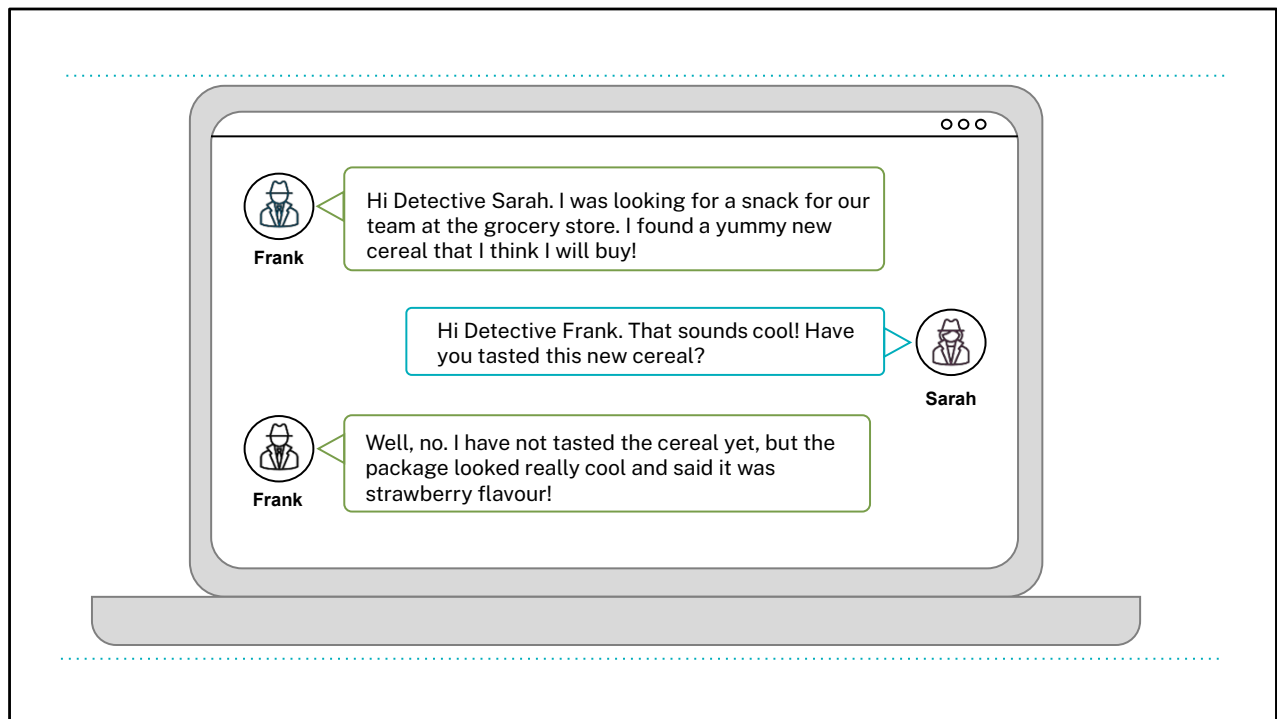 Hi Detective Sarah. I was looking for a snack for our
team at the grocery store. I found a yummy new
cereal that I think I will buy!
Frank
Hi Detective Frank. That sounds cool! Have
you tasted this new cereal?
Sarah
Well, no. I have not tasted the cereal yet, but the
package looked really cool and said it was
strawberry flavour!
Frank